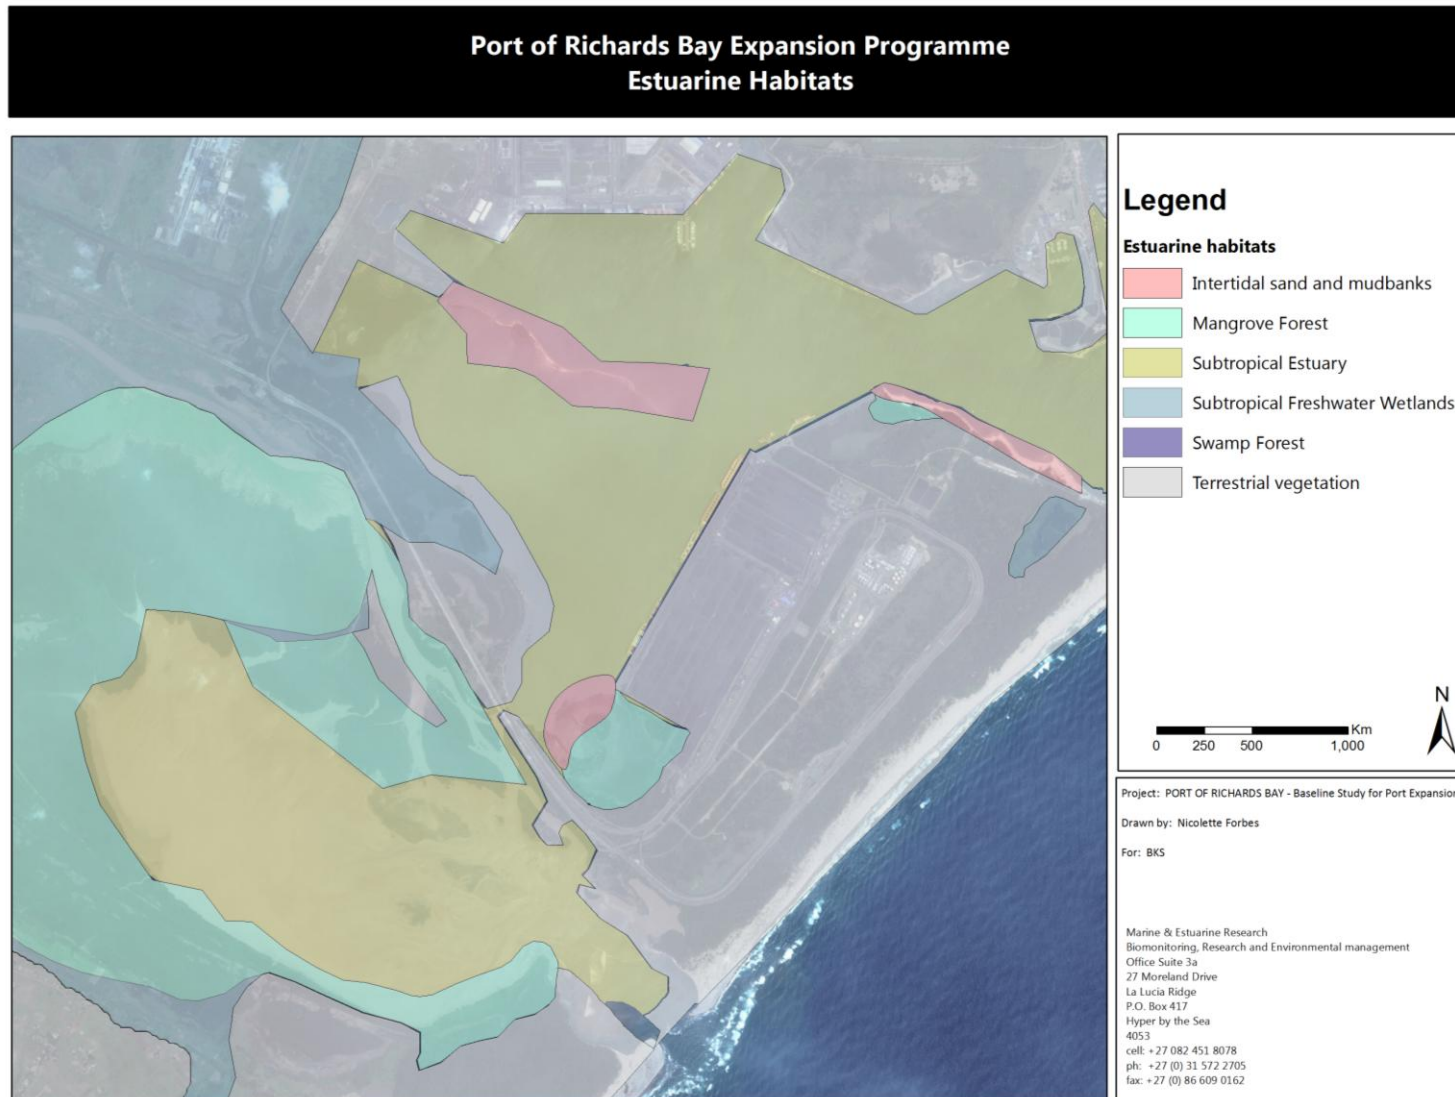 Port of Richards Bay Expansion Programme
Estuarine Habitats
Legend
Estuarine habitats
Intertidal sand and mudbanks
Mangrove Forest
Subtropical Estuary
Subtropical Freshwater Wetlands
Swamp Forest
Terrestrial vegetation
N
Km
0 250 500 1,000
Project: PORT OF RICHARDS BAY - Baseline Study for Port Expansion
Drawn by: Nicolette Forbes
For: BKS
Marine & Estuarine Research
Biomonitoring, Research and Environmental management
Office Suite 3a
27 Moreland Drive
La Lucia Ridge
P.O. Box 417
Hyper by the Sea
4053
cell: +27 082 451 8078
ph: +27 (0) 31 572 2705
fax: +27 (0) 86 609 0162